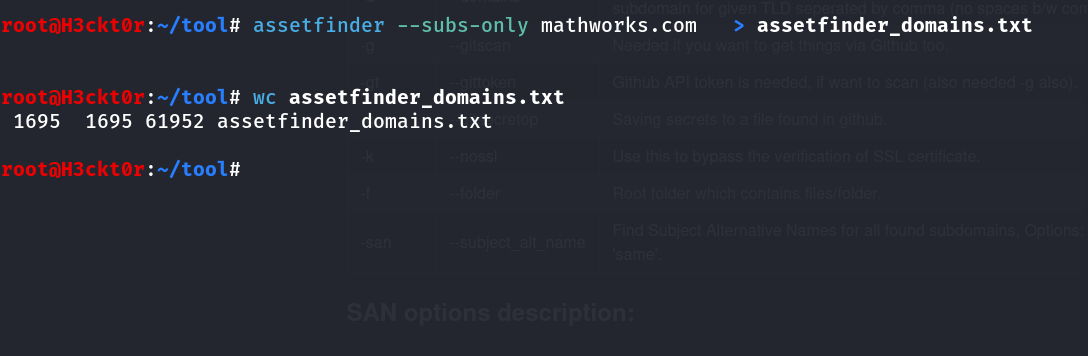 subdomain for given TLD seperated by comma (no spaces b/w com
root@H3ckt0r:~/tool# assetfinder --subs-only mathworks.com > assetfinder_domains.txt
-g --gitscan Needed if you want to get things via Github too
root@H3ckt0r:~/tool# wc assetfinder_domains.txt
-gt --gittoken Github API token is needed, if want to scan (also needed -g also).
1695 1695 61952 assetfinder_domains.txt
Saving secrets to a file found in github.
-k --nossl Use this to bypass the verification of SSL certificate.
root@H3ckt0r:~/tool#
-f --folder Root folder which contains files/folder.
-san --subject_alt_name Find Subject Alternative Names for all found subdomains, Options:
'same'.
SAN options description: